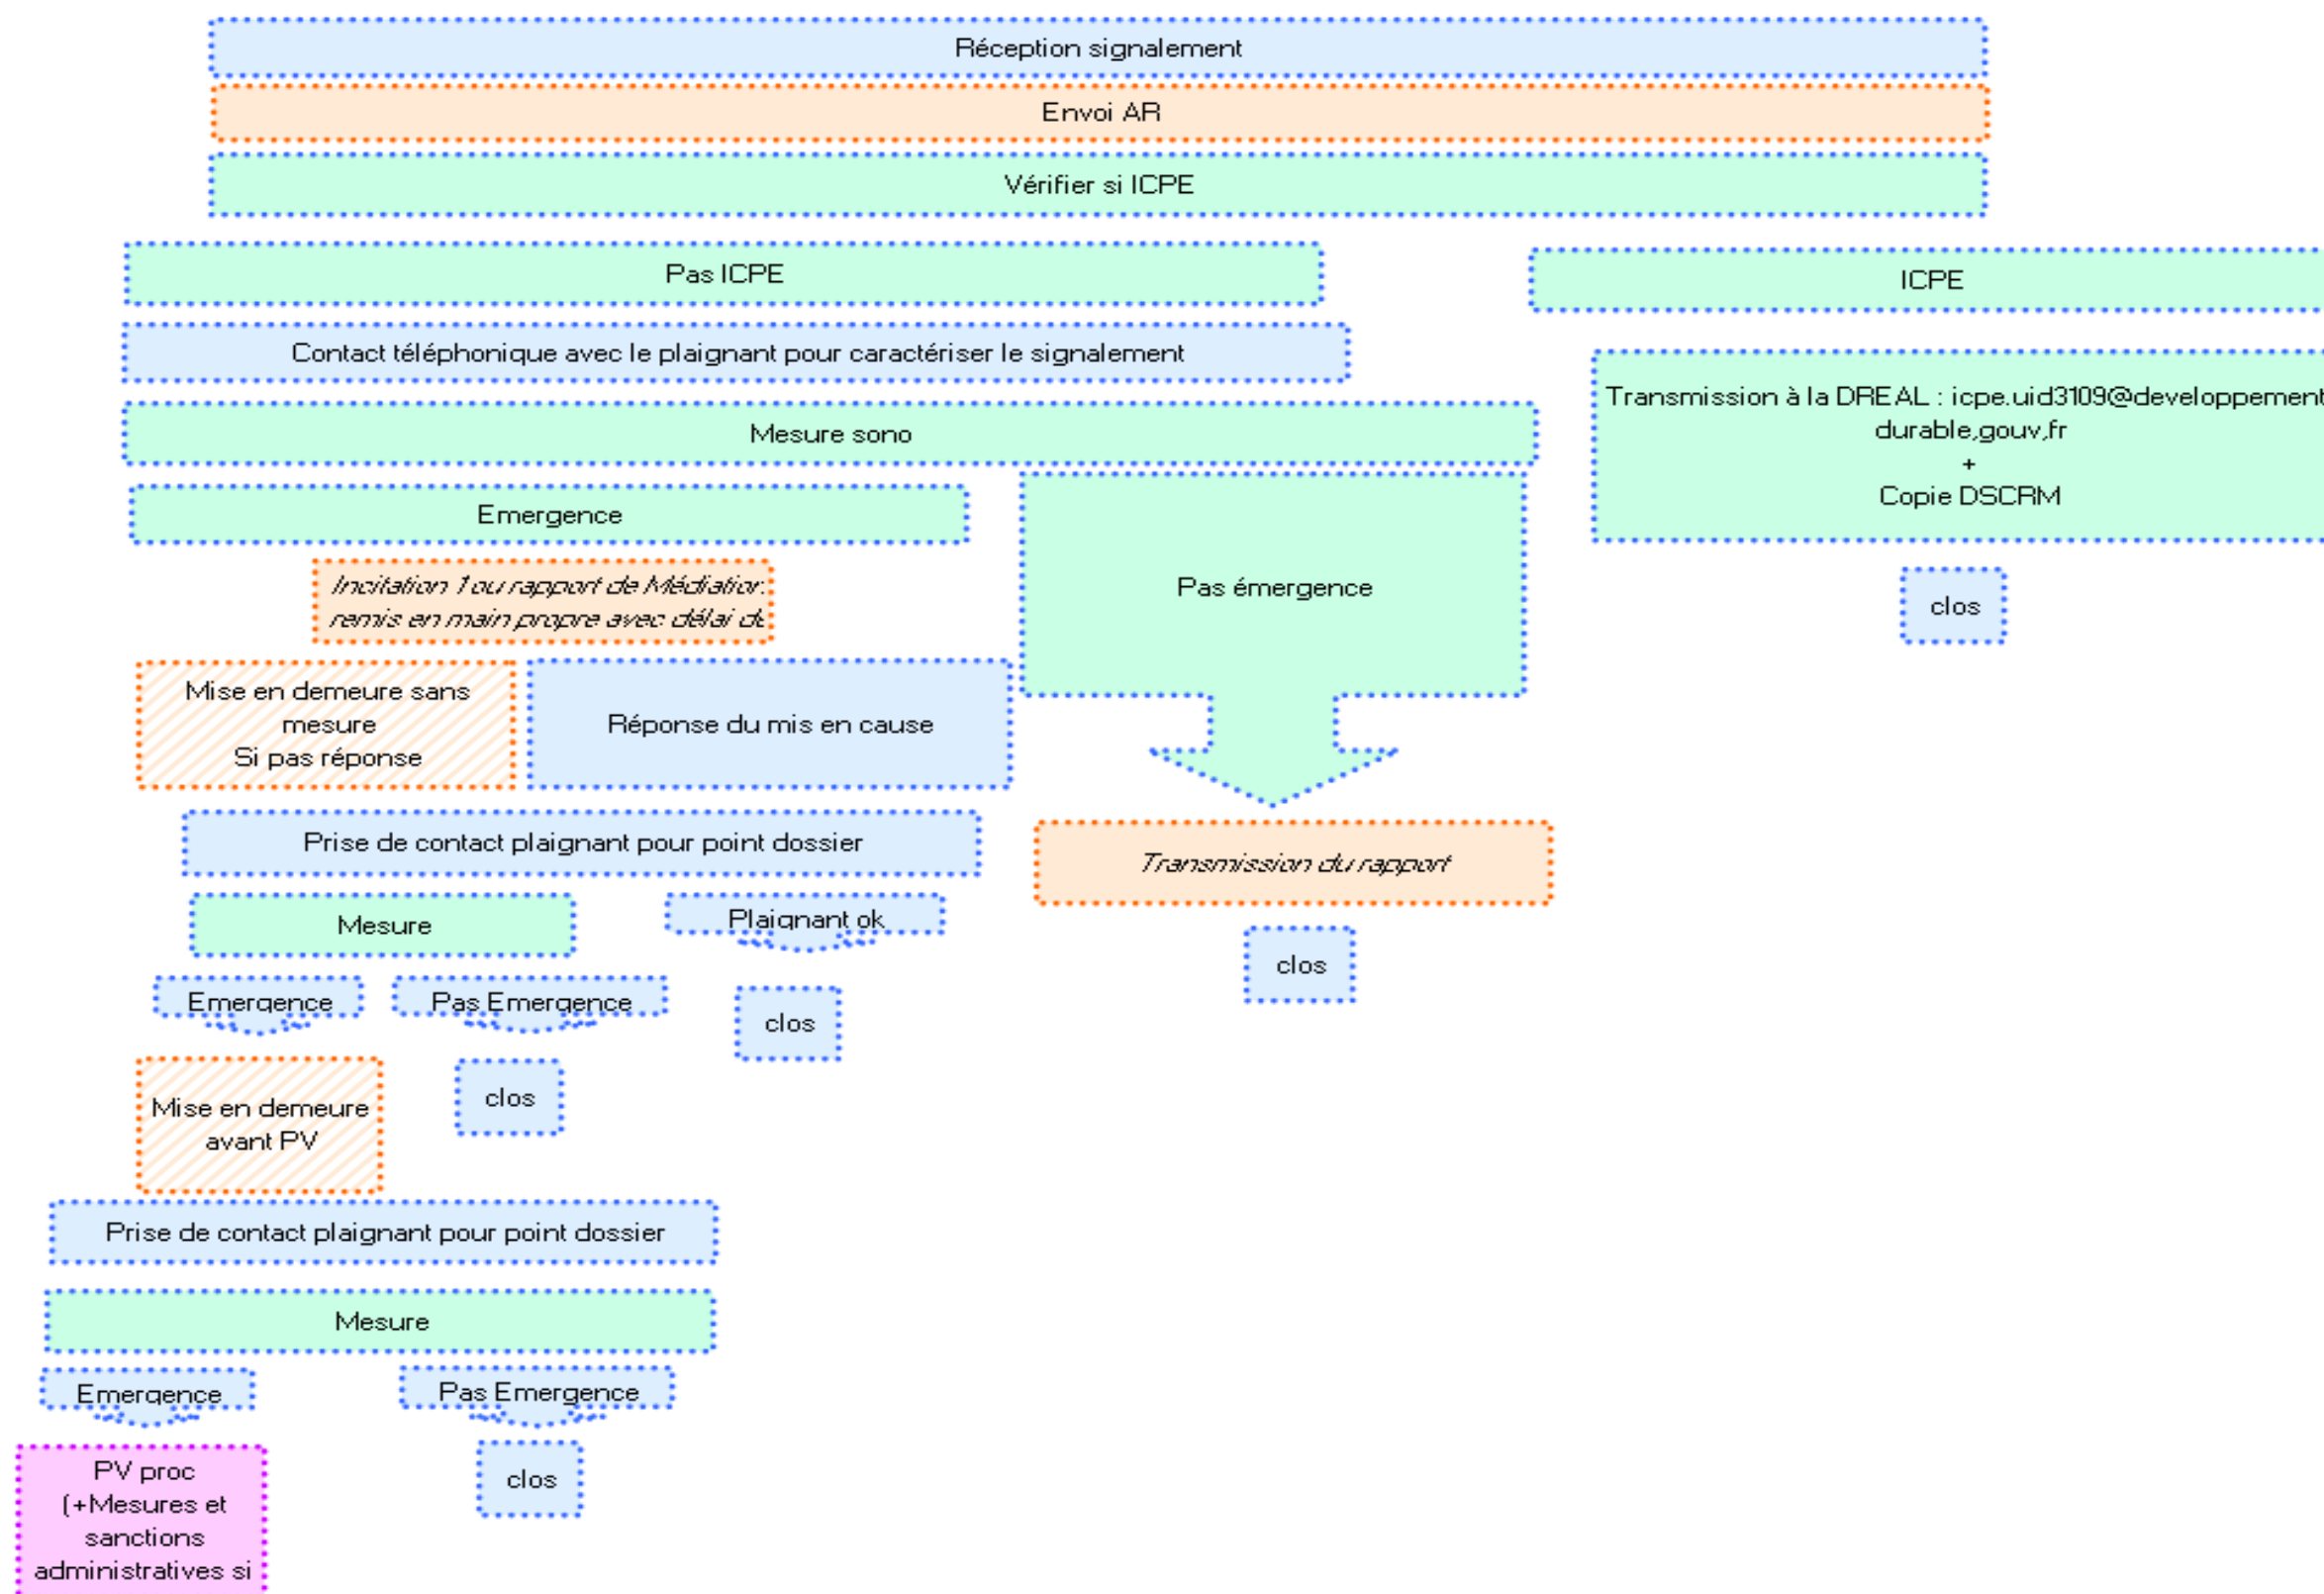 Réception signalement
Envoi AR
Vérifier si ICPE
Pas ICPE
ICPE
Contact téléphonique avec le plaignant pour caractériser le signalement
Transmission à la DREAL : icpe.uid3109@developpement
durable,gouv,fr
+
Copie DSCRM
Mesure sono
Emergence
Pas émergence
Incitation 1 ou rapport de Médiation
remis en main propre avec délai de
clos
Mise en demeure sans
mesure
Si pas réponse
Réponse du mis en cause
Prise de contact plaignant pour point dossier
Transmission du rapport
Mesure
Plaignant ok
clos
Emergence
Pas Emergence
clos
clos
Mise en demeure
avant PV
Prise de contact plaignant pour point dossier
Mesure
Emergence
Pas Emergence
PV proc
(+Mesures et
sanctions
administratives si
clos